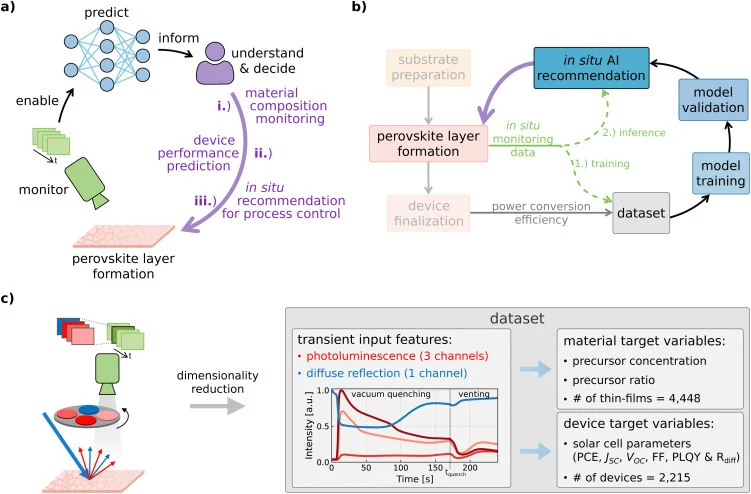 a)
predict
inform
understand
& decide
enable
t
monitor
i.) material
composition
monitoring
device
performance
prediction
ii.)
iii.) in situ
recommendation
for process control
perovskite layer
formation
b)
substrate
preparation
in situ AI
recommendation
model
validation
perovskite layer
formation
in situ
monitoring
data
2.) inference
1.) training
model
training
device
finalization
power conversion
efficiency
dataset
c)
t
dimensionality
reduction
dataset
transient input features:
• photoluminescence (3 channels)
• diffuse reflection (1 channel)
Intensity [a.u.]
1.0
0.5
0.0
vacuum quenching
venting
0
50
100
150
200
tquench
Time [s]
material target variables:
• precursor concentration
• precursor ratio
• # of thin-films = 4,448
device target variables:
• solar cell parameters
(PCE, JSC, VOC, FF, PLQY & Rdiff)
• # of devices = 2,215